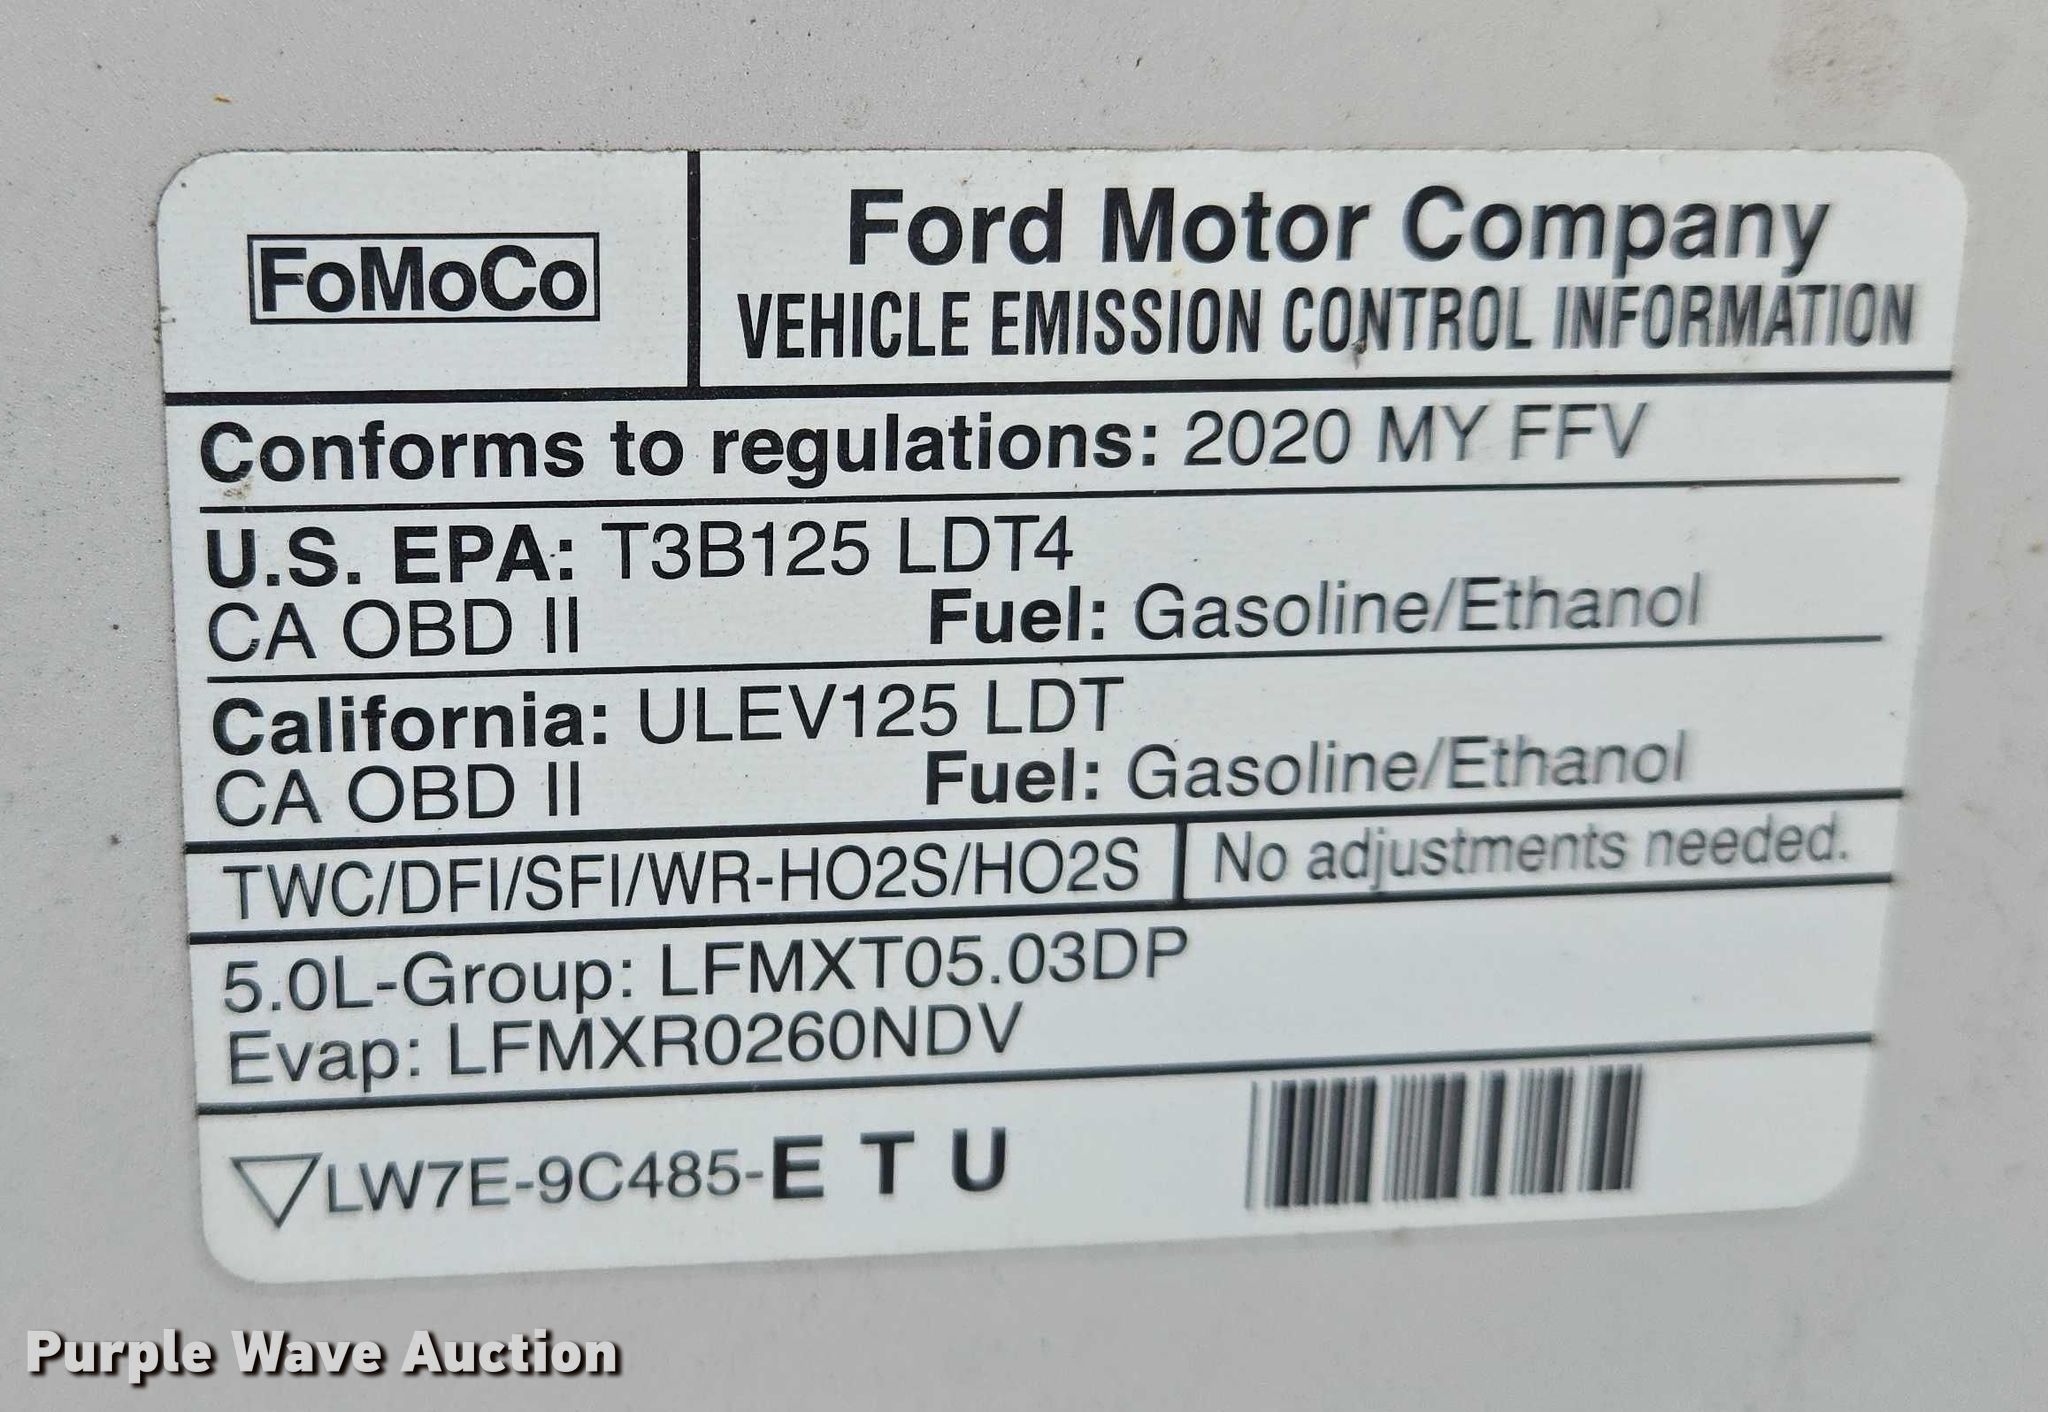 FoMoCo
Ford Motor Company
VEHICLE EMISSION CONTROL INFORMATION
Conforms to regulations: 2020 MY FFV
U.S. EPA: T3B125 LDT4
CA OBD II Fuel: Gasoline/Ethanol
California: ULEV125 LDT
CA OBD II Fuel: Gasoline/Ethanol
TWC/DFI/SFI/WR-HO2S/HO2S No adjustments needed.
5.0L-Group: LFMXT05.03DP
Evap: LFMXR0260NDV
LW7E-9C485-E T U
Purple Wave Auction